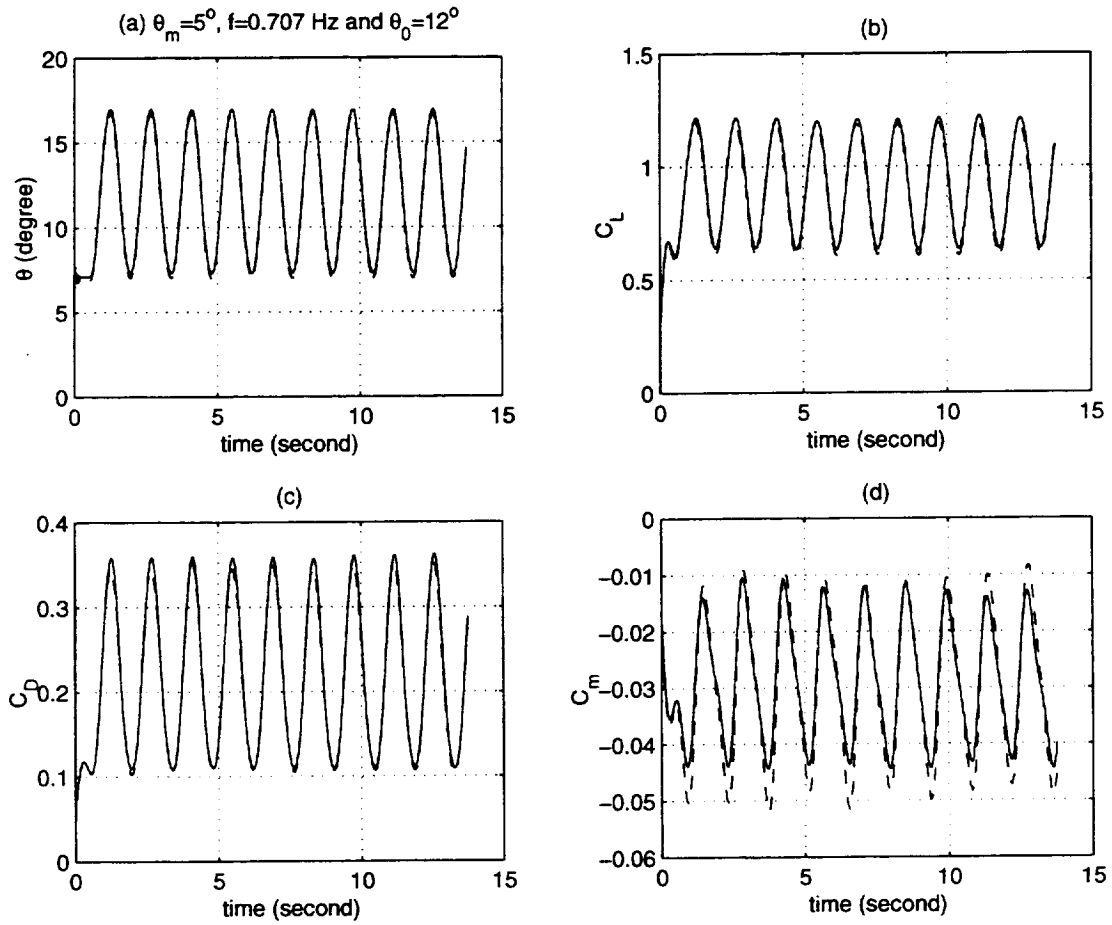 (a) θm=5°, f=0.707 Hz and θ0=12°
20
15
10
5
0
θ (degree)
0 5 10 15
time (second)
(b)
1.5
1
0.5
0
CL
0 5 10 15
time (second)
(c)
0.4
0.3
0.2
0.1
0
CD
0 5 10 15
time (second)
(d)
0
−0.01
−0.02
−0.03
−0.04
−0.05
−0.06
Cm
0 5 10 15
time (second)